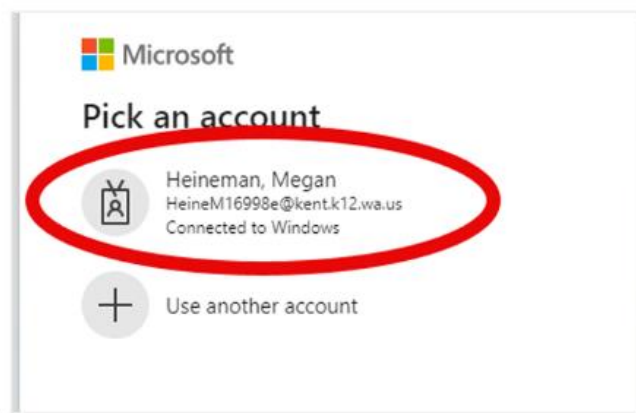 Microsoft
Pick an account
Heineman, Megan
HeineM16998e@kent.k12.wa.us
Connected to Windows
Use another account